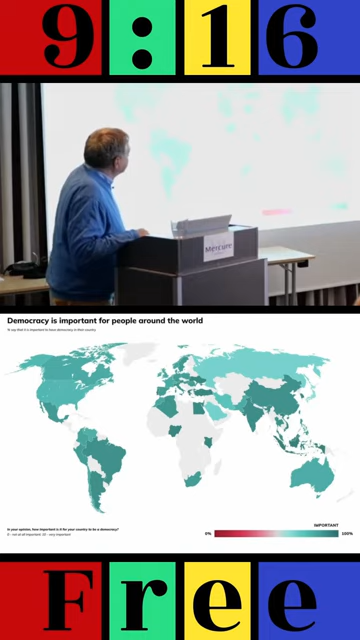 9:16
Mercure
Democracy is important for people around the world
% say that it is important to have democracy in their country
In your opinion, how important is it for your country to be a democracy?
0 - not at all important; 10 - very important
IMPORTANT
0%
100%
Free